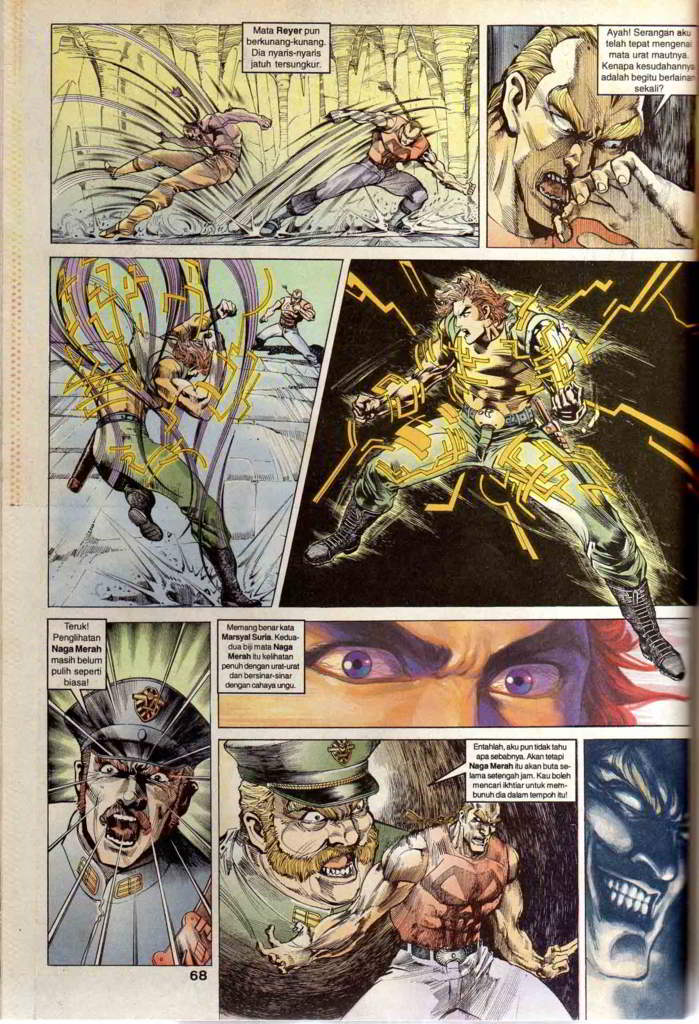 Mata Reyer pun
berkunang-kunang.
Dia nyaris-nyaris
jatuh tersungkur.
Ayah! Serangan aku
telah tepat mengenai
mata urat mautnya.
Kenapa kesudahannya
adalah begitu berlainan
sekali?
Teruk!
Penglihatan
Naga Merah
masih belum
pulih seperti
biasa!
Memang benar kata
Marsyal Suria. Kedua-
dua biji mata Naga
Merah itu kelihatan
penuh dengan urat-urat
dan bersinar-sinar
dengan cahaya ungu.
Entahlah, aku pun tidak tahu
apa sebabnya. Akan tetapi
Naga Merah itu akan buta se-
lama setengah jam. Kau boleh
mencari ikhtiar untuk mem-
bunuh dia dalam tempoh itu!
68